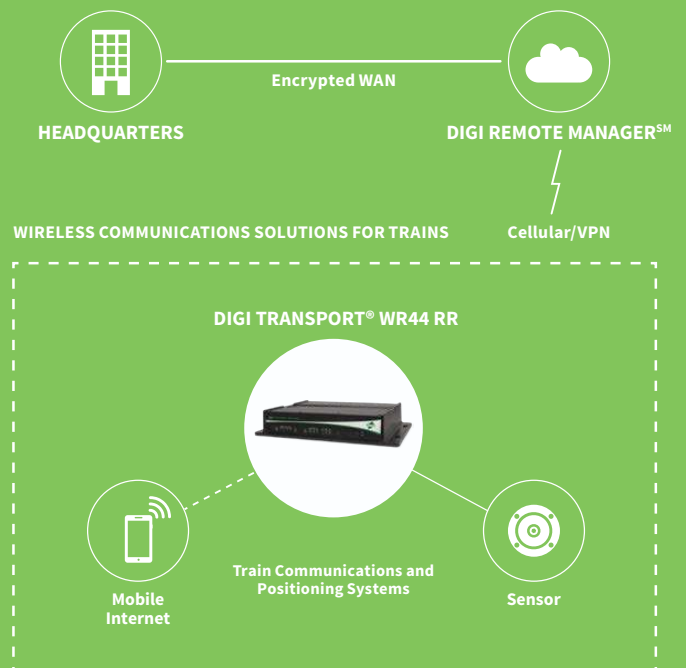 Encrypted WAN
HEADQUARTERS
DIGI REMOTE MANAGER℠
WIRELESS COMMUNICATIONS SOLUTIONS FOR TRAINS
Cellular/VPN
DIGI TRANSPORT® WR44 RR
Train Communications and
Positioning Systems
Mobile
Internet
Sensor